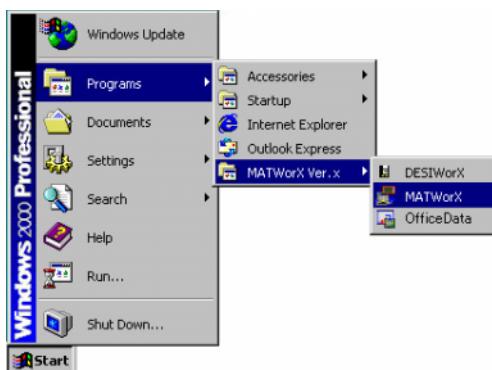 Windows 2000 Professional
Windows Update
Programs
Documents
Settings
Search
Help
Run...
Shut Down...
Start
Accessories
Startup
Internet Explorer
Outlook Express
MATWorX Ver.x
DESIWorX
MATWorX
OfficeData